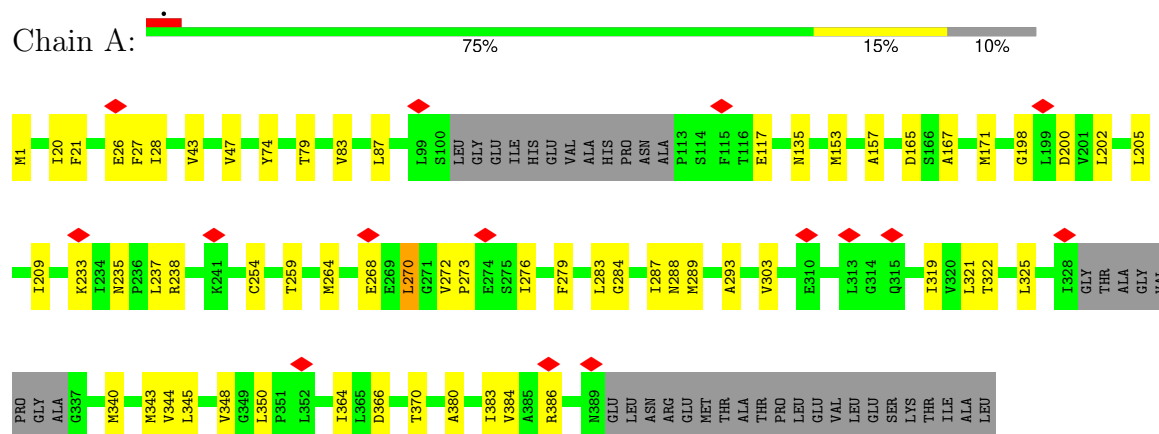 Chain A:
75% 15% 10%
M1 I20 F21 E26 F27 I28 V43 V47 Y74 T79 V83 L87 L99 S100 LEU GLY GLU ILE HIS GLU VAL ALA HIS PRO ASN ALA P113 S114 F115 T116 E117 N135 M153 A157 D165 S166 A167 M171 G198 L199 D200 V201 L202 L205
I209 K233 I234 N235 P236 L237 R238 K241 C254 T259 M264 E268 E269 L270 G271 V272 P273 E274 S275 I276 F279 L283 G284 I287 N288 M289 A293 V303 E310 L313 G314 Q315 I319 V320 L321 T322 L325 I328 GLY THR ALA GLY VAL
PRO GLY ALA G337 M340 M343 V344 L345 V348 G349 L350 P351 L352 I364 L365 D366 T370 A380 I383 V384 A385 R386 N389 GLU LEU ASN ARG GLU MET THR ALA THR PRO LEU GLU VAL LEU GLU SER LYS THR ILE ALA LEU